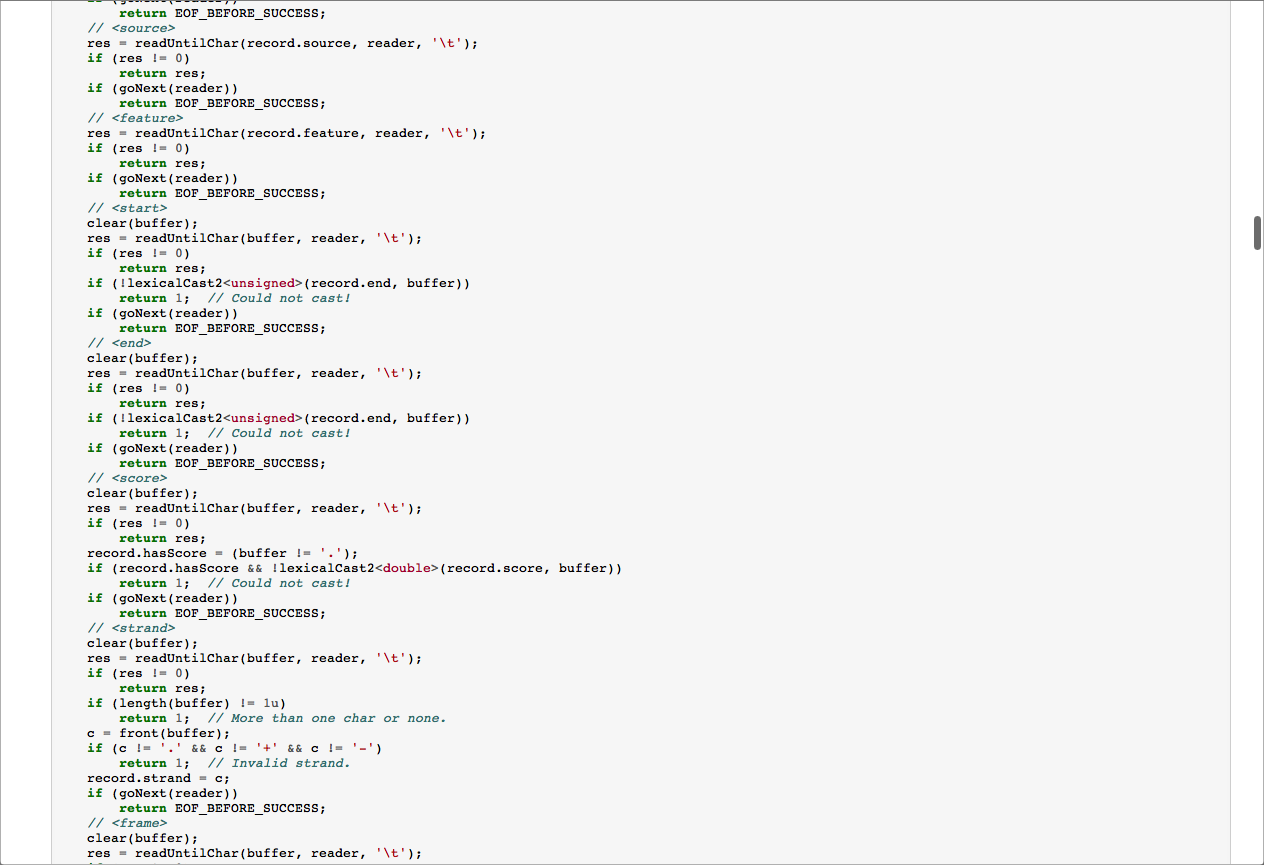 return EOF_BEFORE_SUCCESS;
// <source>
res = readUntilChar(record.source, reader, '\t');
if (res != 0)
return res;
if (goNext(reader))
return EOF_BEFORE_SUCCESS;
// <feature>
res = readUntilChar(record.feature, reader, '\t');
if (res != 0)
return res;
if (goNext(reader))
return EOF_BEFORE_SUCCESS;
// <start>
clear(buffer);
res = readUntilChar(buffer, reader, '\t');
if (res != 0)
return res;
if (!lexicalCast2<unsigned>(record.end, buffer))
return 1;  // Could not cast!
if (goNext(reader))
return EOF_BEFORE_SUCCESS;
// <end>
clear(buffer);
res = readUntilChar(buffer, reader, '\t');
if (res != 0)
return res;
if (!lexicalCast2<unsigned>(record.end, buffer))
return 1;  // Could not cast!
if (goNext(reader))
return EOF_BEFORE_SUCCESS;
// <score>
clear(buffer);
res = readUntilChar(buffer, reader, '\t');
if (res != 0)
return res;
record.hasScore = (buffer != '.');
if (record.hasScore && !lexicalCast2<double>(record.score, buffer))
return 1;  // Could not cast!
if (goNext(reader))
return EOF_BEFORE_SUCCESS;
// <strand>
clear(buffer);
res = readUntilChar(buffer, reader, '\t');
if (res != 0)
return res;
if (length(buffer) != 1u)
return 1;  // More than one char or none.
c = front(buffer);
if (c != '.' && c != '+' && c != '-')
return 1;  // Invalid strand.
record.strand = c;
if (goNext(reader))
return EOF_BEFORE_SUCCESS;
// <frame>
clear(buffer);
res = readUntilChar(buffer, reader, '\t');